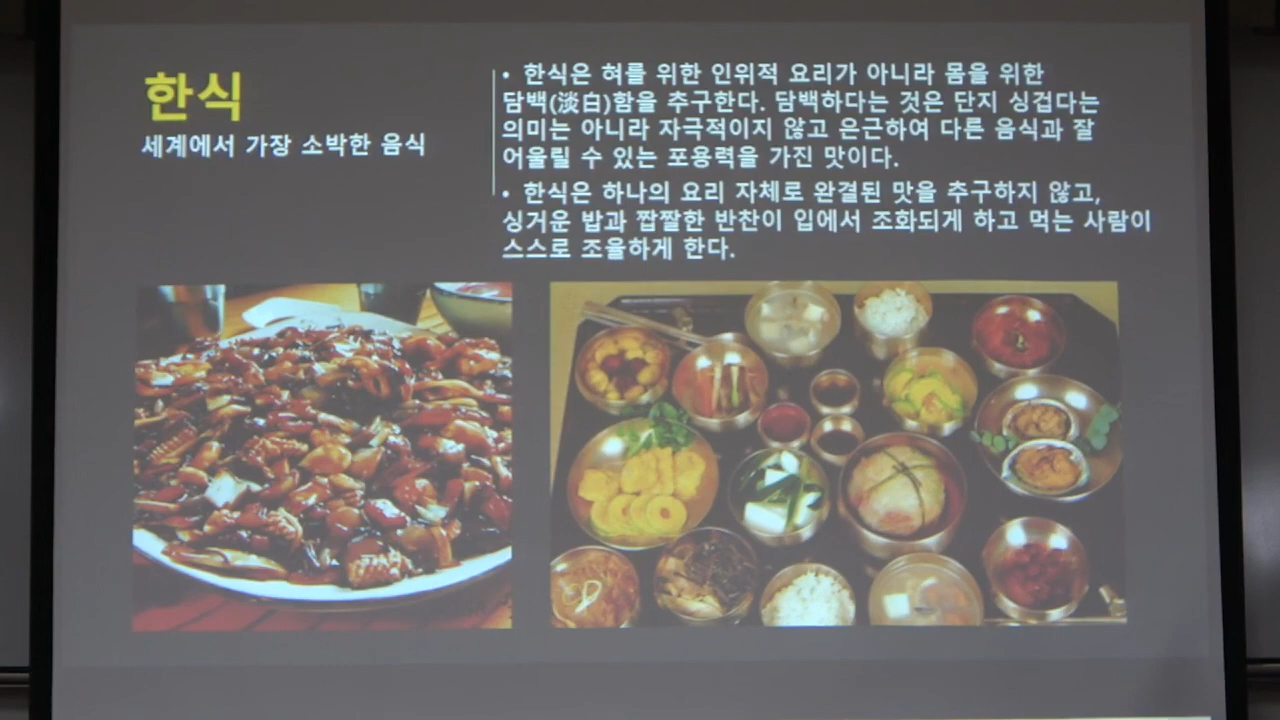 한식
세계에서 가장 소박한 음식
• 한식은 혀를 위한 인위적 요리가 아니라 몸을 위한
담백(淡白)함을 추구한다. 담백하다는 것은 단지 싱겁다는
의미는 아니라 자극적이지 않고 은근하여 다른 음식과 잘
어울릴 수 있는 포용력을 가진 맛이다.
• 한식은 하나의 요리 자체로 완결된 맛을 추구하지 않고,
싱거운 밥과 짭짤한 반찬이 입에서 조화되게 하고 먹는 사람이
스스로 조율하게 한다.